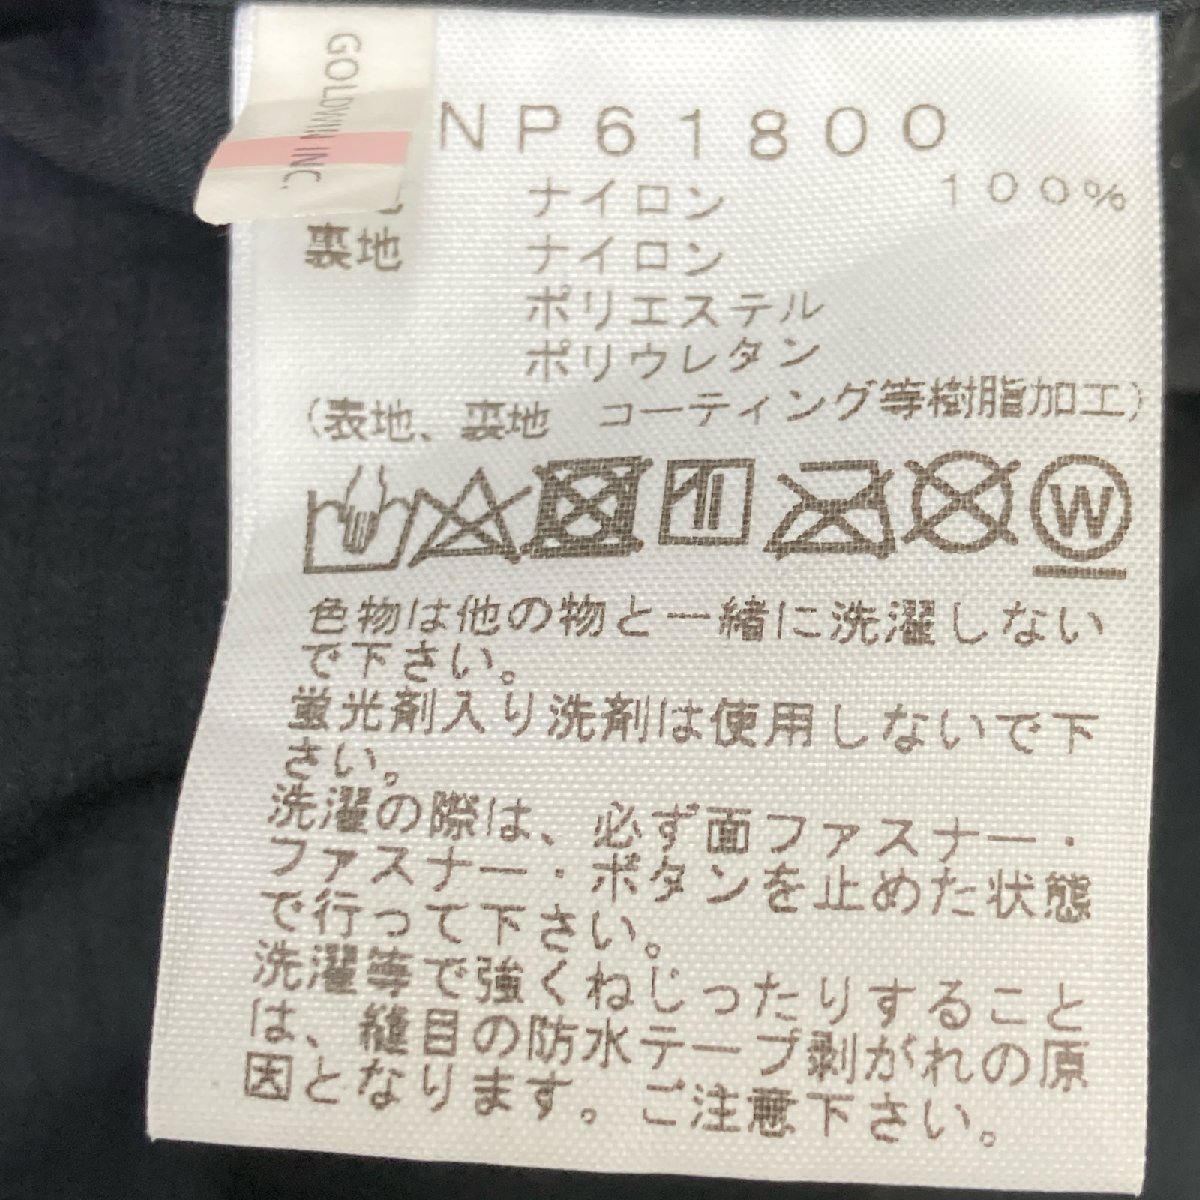 GOLDWIN INC.
NP61800
ナイロン 100%
裏地 ナイロン
ポリエステル
ポリウレタン
(表地、裏地 コーティング等樹脂加工)
W
色物は他の物と一緒に洗濯しない
で下さい。
蛍光剤入り洗剤は使用しないで下
さい。
洗濯の際は、必ず面ファスナー・
ファスナー・ボタンを止めた状態
で行って下さい。
洗濯等で強くねじったりすること
は、縫目の防水テープ剥がれの原
因となります。ご注意下さい。